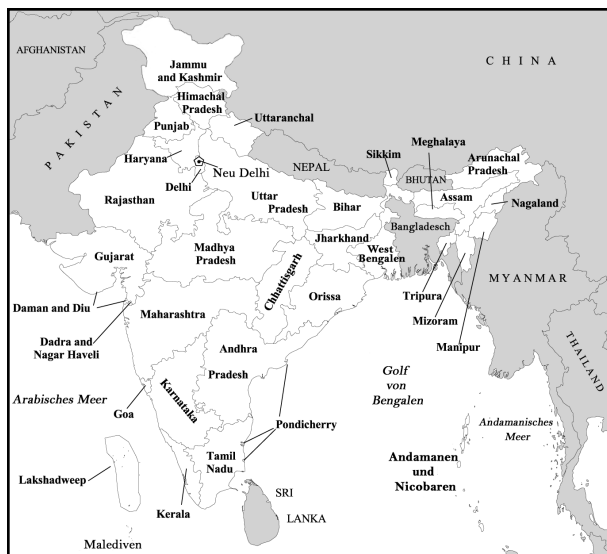 AFGHANISTAN
Jammu
and Kashmir
CHINA
Himachal
Pradesh
PAKISTAN
Punjab
Uttaranchal
Haryana
Neu Delhi
NEPAL
Sikkim
Meghalaya
BHUTAN
Arunachal
Pradesh
Delhi
Rajasthan
Uttar
Pradesh
Bihar
Assam
Nagaland
Bangladesch
Gujarat
Madhya
Pradesh
Jharkhand
West
Bengalen
Chhattisgarh
Orissa
MYANMAR
Daman and Diu
Maharashtra
Tripura
Mizoram
Manipur
Dadra and
Nagar Haveli
Andhra
Pradesh
THAILAND
Golf
von
Bengalen
Arabisches Meer
Goa
Karnataka
Pondicherry
Andamanisches
Meer
Andamanen
und
Nicobaren
Tamil
Nadu
Lakshadweep
Kerala
SRI
LANKA
Malediven